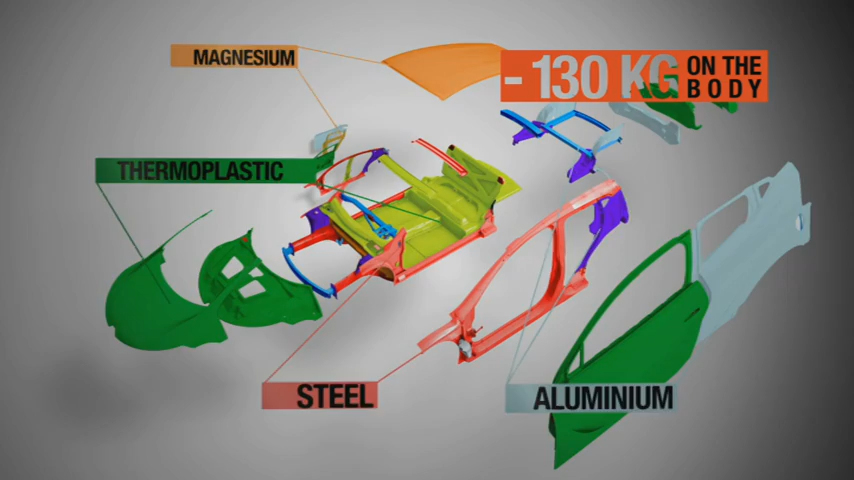 MAGNESIUM
- 130 KG
ON THE
BODY
THERMOPLASTIC
STEEL
ALUMINIUM